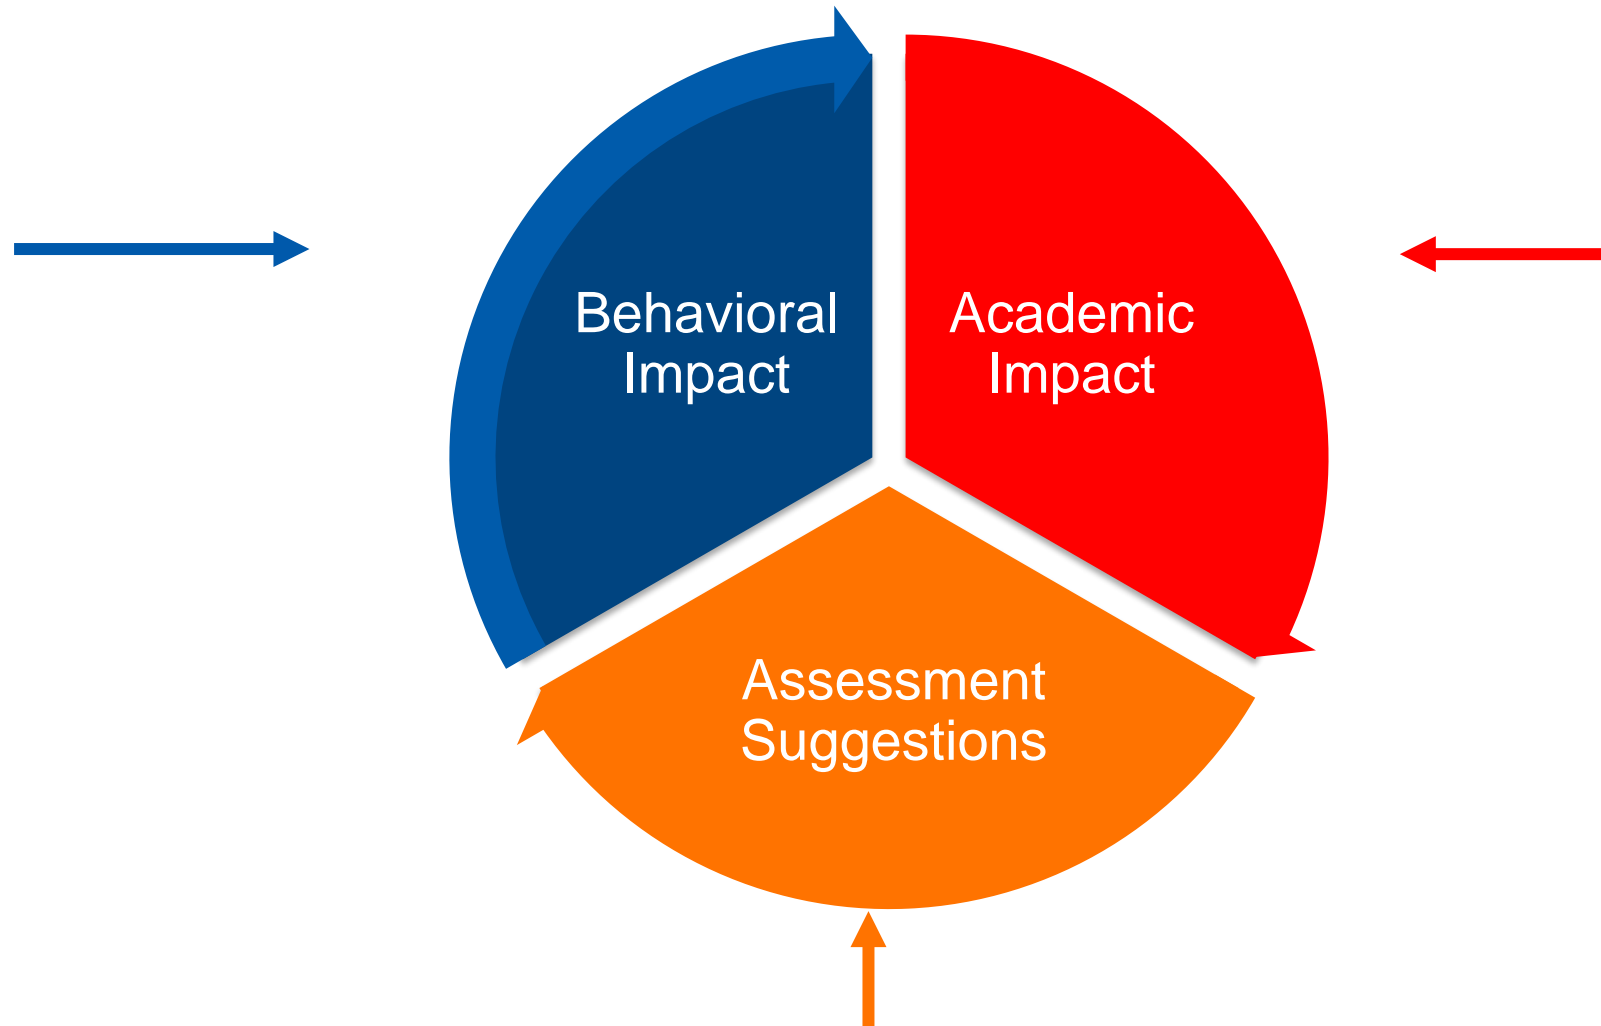 Behavioral
Impact
Academic
Impact
Assessment
Suggestions